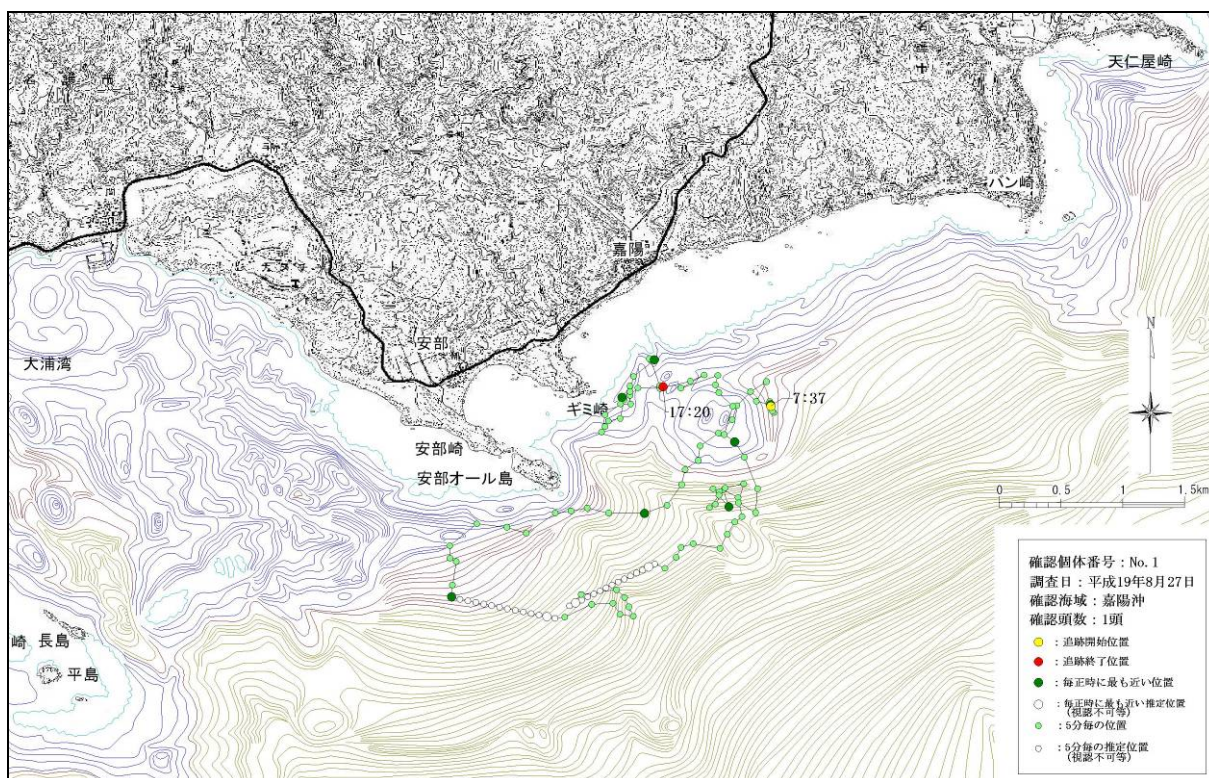 天仁屋崎
バン崎
嘉陽
安部
大浦湾
ギミ崎
7:37
17:20
安部崎
安部オール島
N
0 0.5 1 1.5km
崎
長島
平島
確認個体番号：No.1
調査日：平成19年8月27日
確認海域：嘉陽沖
確認頭数：1頭
：追跡開始位置
：追跡終了位置
：毎正時に最も近い位置
：毎正時に最も近い推定位置
(視認不可等)
：5分毎の位置
：5分毎の推定位置
(視認不可等)